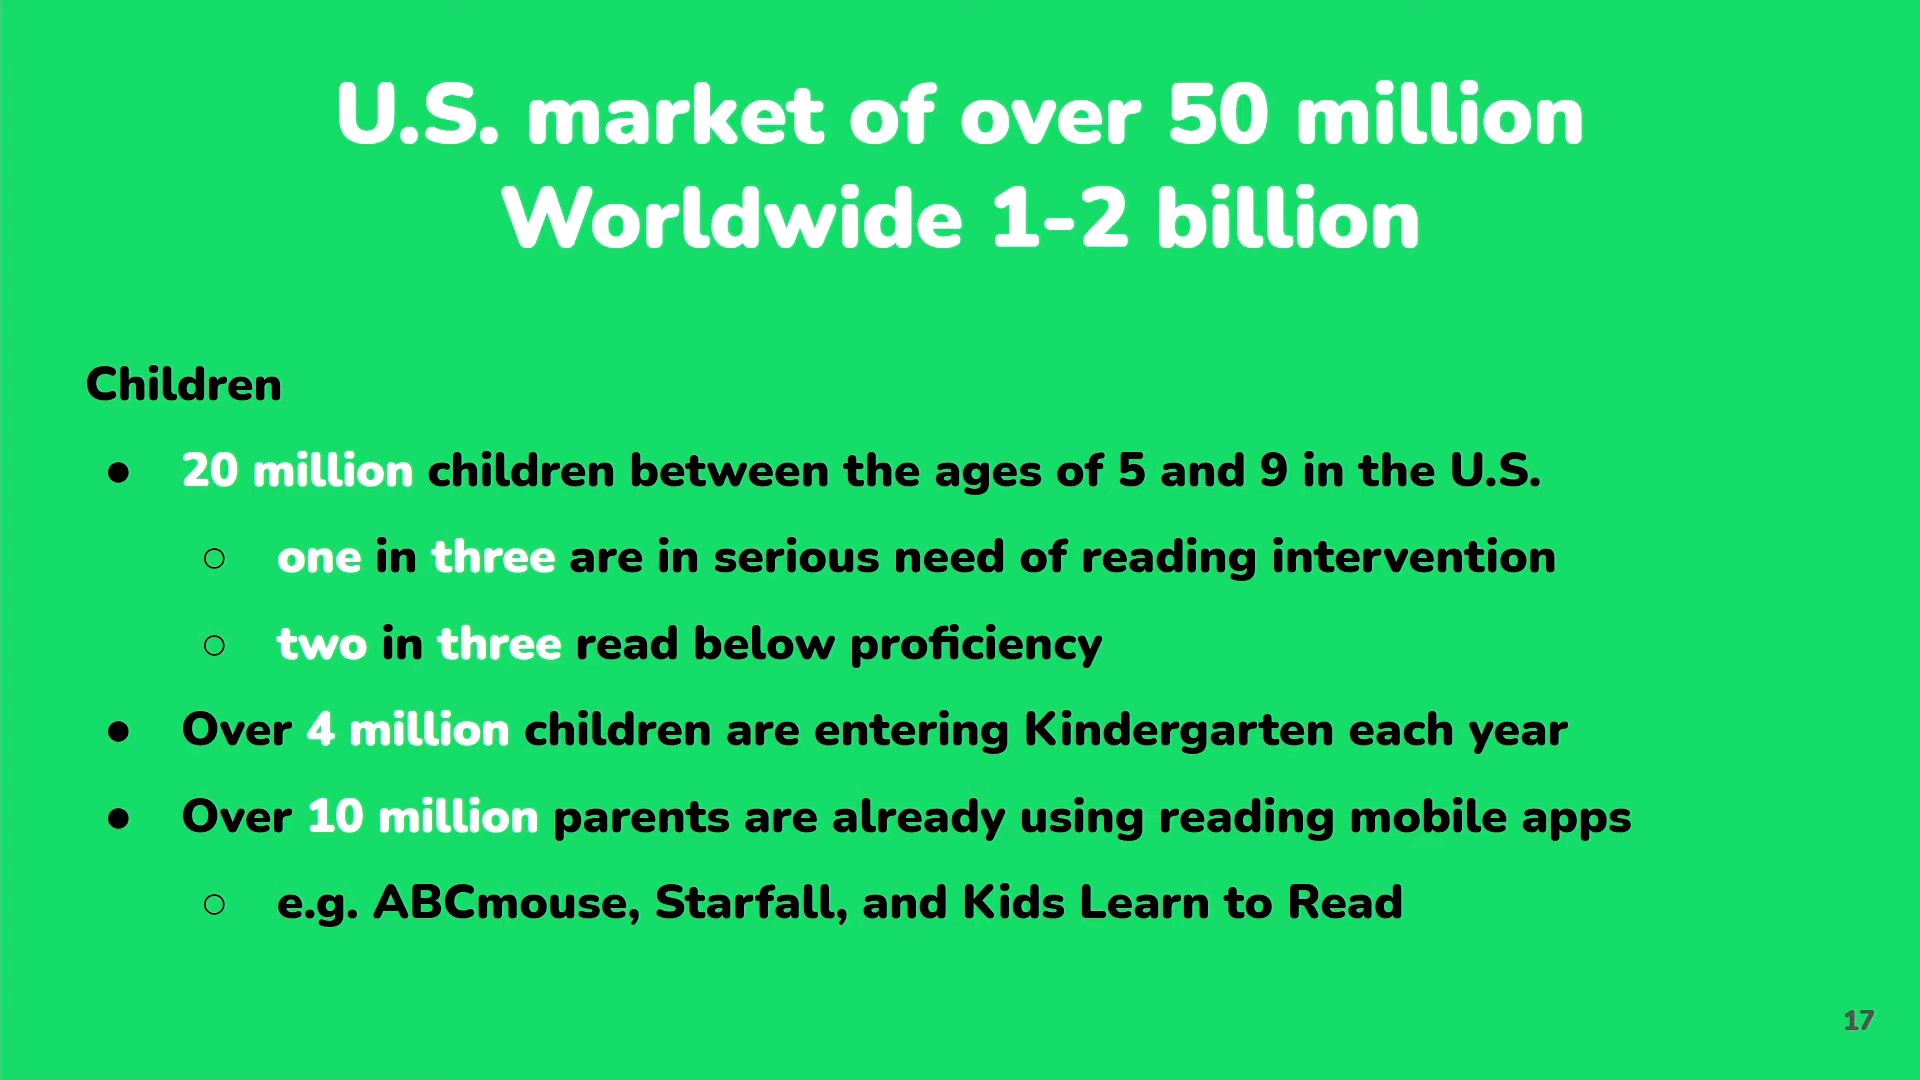 U.S. market of over 50 million
Worldwide 1-2 billion
Children
● 20 million children between the ages of 5 and 9 in the U.S.
○ one in three are in serious need of reading intervention
○ two in three read below proficiency
● Over 4 million children are entering Kindergarten each year
● Over 10 million parents are already using reading mobile apps
○ e.g. ABCmouse, Starfall, and Kids Learn to Read
17